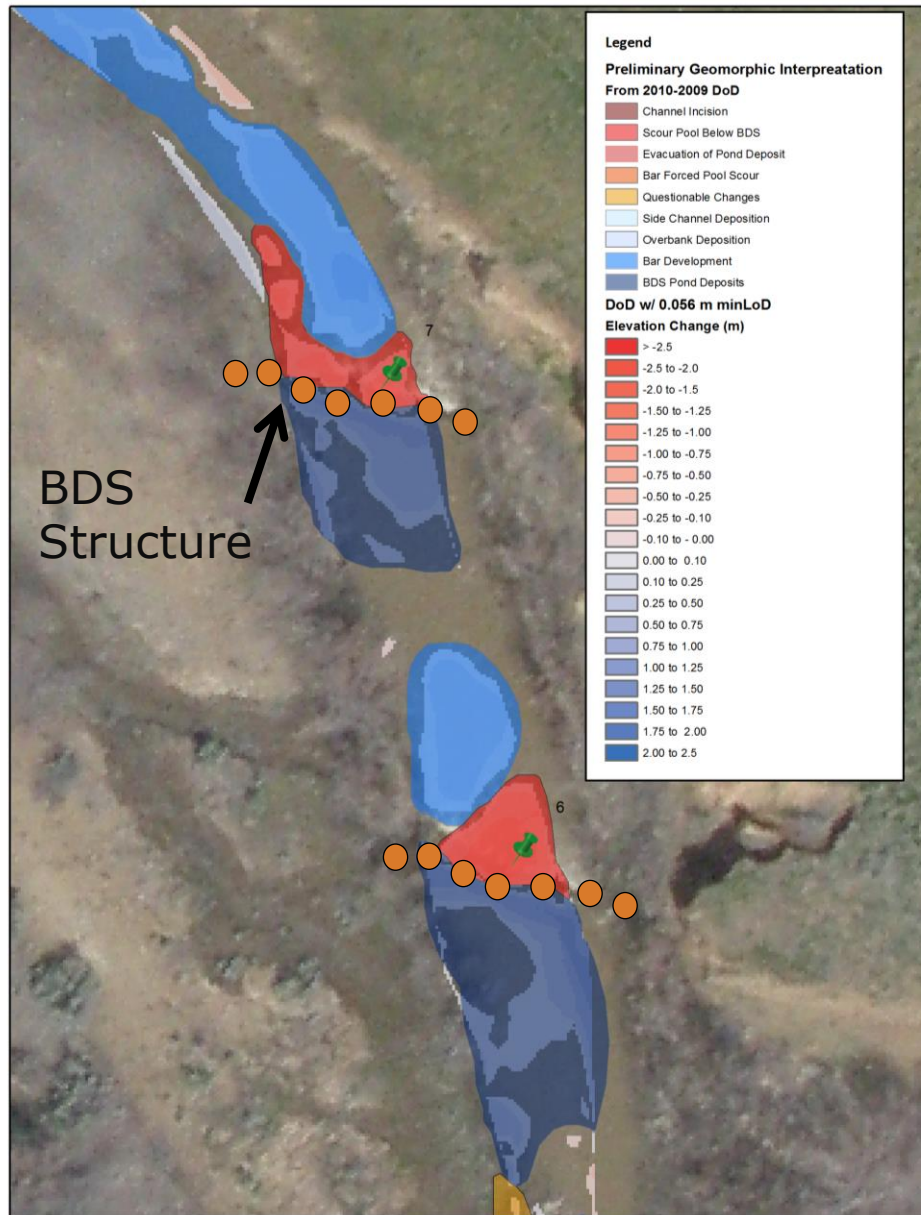 Legend
Preliminary Geomorphic Interpreatation
From 2010-2009 DoD
Channel Incision
Scour Pool Below BDS
Evacuation of Pond Deposit
Bar Forced Pool Scour
Questionable Changes
Side Channel Deposition
Overbank Deposition
Bar Development
BDS Pond Deposits
DoD w/ 0.056 m minLoD
Elevation Change (m)
> -2.5
-2.5 to -2.0
-2.0 to -1.5
-1.50 to -1.25
-1.25 to -1.00
-1.00 to -0.75
-0.75 to -0.50
-0.50 to -0.25
-0.25 to -0.10
-0.10 to - 0.00
0.00 to 0.10
0.10 to 0.25
0.25 to 0.50
0.50 to 0.75
0.75 to 1.00
1.00 to 1.25
1.25 to 1.50
1.50 to 1.75
1.75 to 2.00
2.00 to 2.5
7
BDS
Structure
6